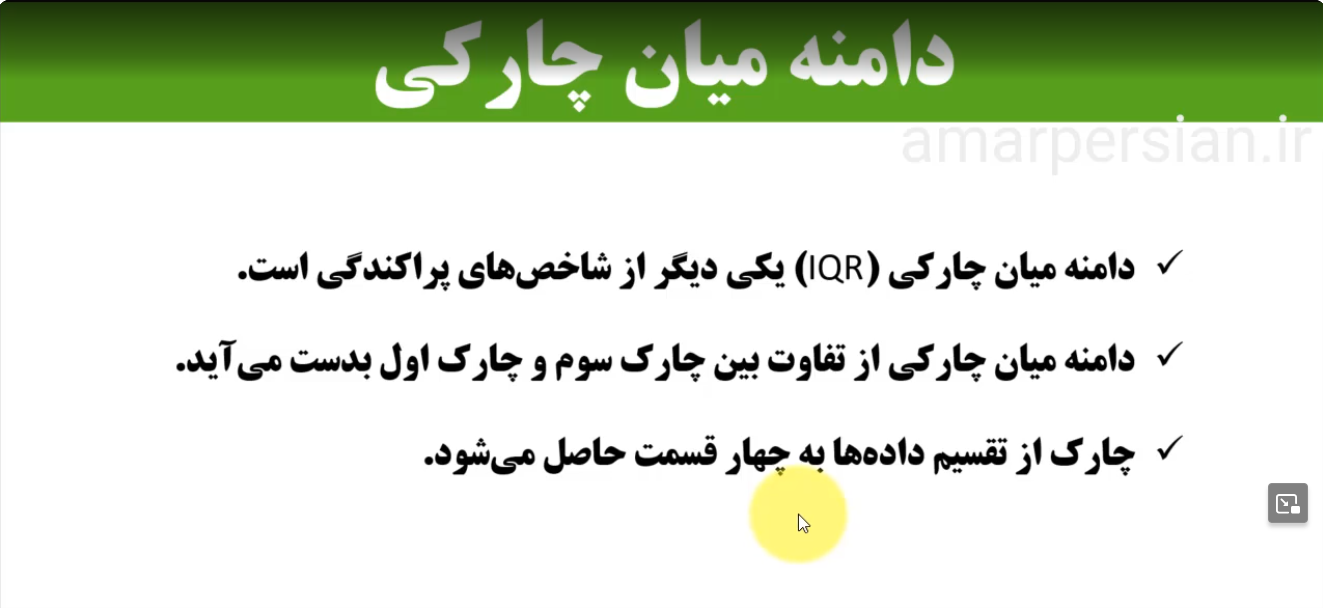 دامنه میان چارکی
amarpersian.ir
✓ دامنه میان چارکی (IQR) یکی دیگر از شاخص‌های پراکندگی است.
✓ دامنه میان چارکی از تفاوت بین چارک سوم و چارک اول بدست می‌آید.
✓ چارک از تقسیم داده‌ها به چهار قسمت حاصل می‌شود.